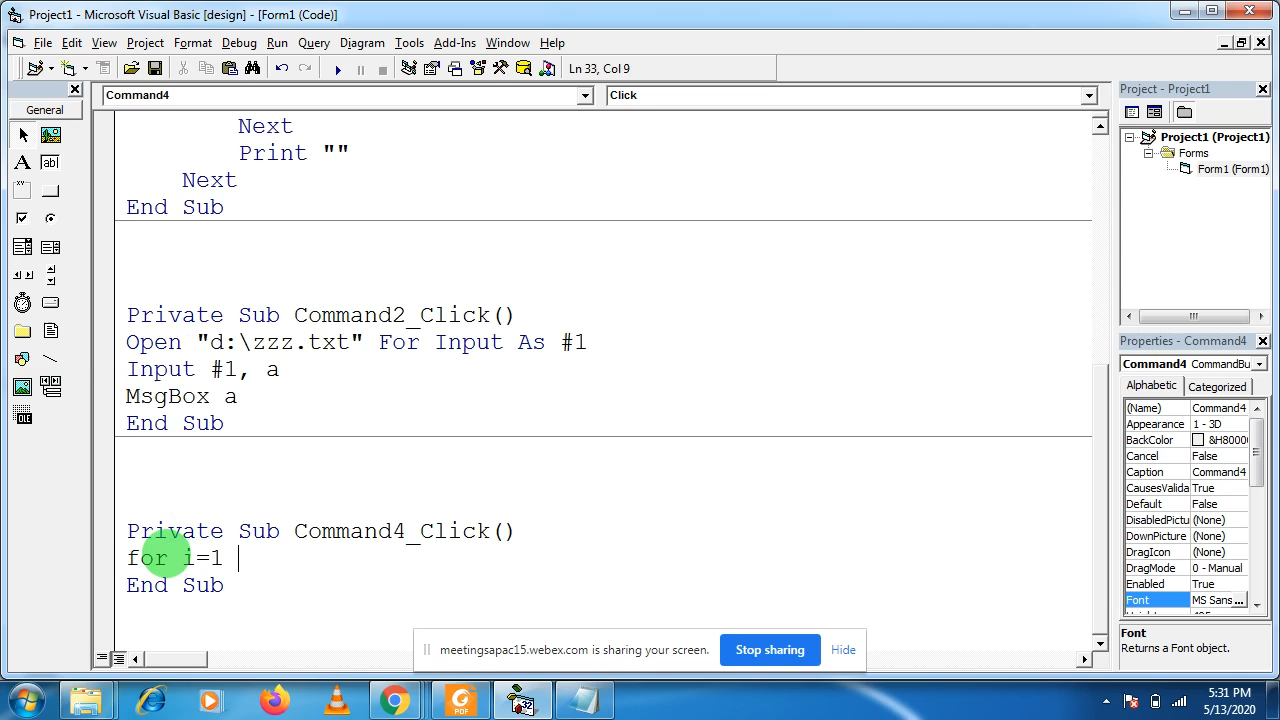 Project1 - Microsoft Visual Basic [design] - [Form1 (Code)]
File Edit View Project Format Debug Run Query Diagram Tools Add-Ins Window Help
Ln 33, Col 9
General
Command4
Click
Next
Print ""
Next
End Sub
Private Sub Command2_Click()
Open "d:\zzz.txt" For Input As #1
Input #1, a
MsgBox a
End Sub
Private Sub Command4_Click()
for i=1
End Sub
Project - Project1
Project1 (Project1)
Forms
Form1 (Form1)
Properties - Command4
Command4 CommandBu
Alphabetic Categorized
(Name) Command4
Appearance 1 - 3D
BackColor &H8000
Cancel False
Caption Command4
CausesValida True
Default False
DisabledPictu (None)
DownPicture (None)
DragIcon (None)
DragMode 0 - Manual
Enabled True
Font MS Sans ...
Font
Returns a Font object.
meetingsapac15.webex.com is sharing your screen. Stop sharing Hide
PDF
32
5:31 PM
5/13/2020